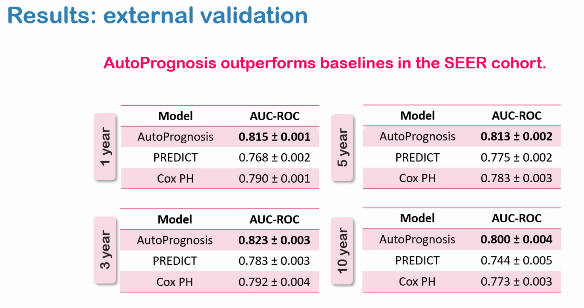 Results: external validation
AutoPrognosis outperforms baselines in the SEER cohort.
1 year
Model AUC-ROC
AutoPrognosis 0.815 ± 0.001
PREDICT 0.768 ± 0.002
Cox PH 0.790 ± 0.001
5 year
Model AUC-ROC
AutoPrognosis 0.813 ± 0.002
PREDICT 0.775 ± 0.002
Cox PH 0.783 ± 0.003
3 year
Model AUC-ROC
AutoPrognosis 0.823 ± 0.003
PREDICT 0.783 ± 0.003
Cox PH 0.792 ± 0.004
10 year
Model AUC-ROC
AutoPrognosis 0.800 ± 0.004
PREDICT 0.744 ± 0.005
Cox PH 0.773 ± 0.003